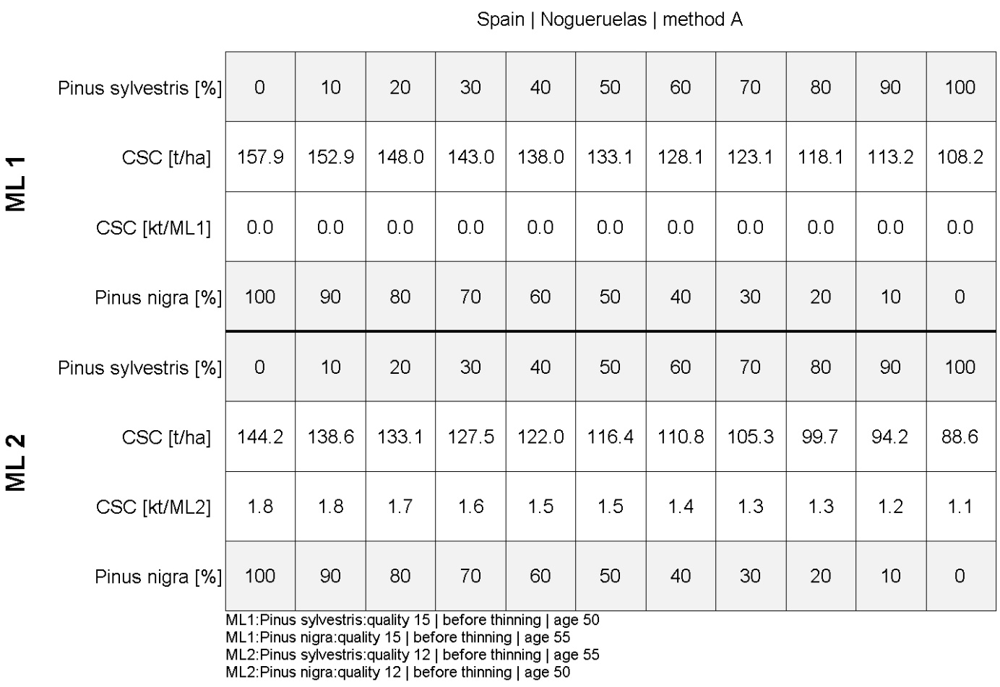 Spain | Nogueruelas | method A
ML 1
Pinus sylvestris [%] 0 10 20 30 40 50 60 70 80 90 100
CSC [t/ha] 157.9 152.9 148.0 143.0 138.0 133.1 128.1 123.1 118.1 113.2 108.2
CSC [kt/ML1] 0.0 0.0 0.0 0.0 0.0 0.0 0.0 0.0 0.0 0.0 0.0
Pinus nigra [%] 100 90 80 70 60 50 40 30 20 10 0
ML 2
Pinus sylvestris [%] 0 10 20 30 40 50 60 70 80 90 100
CSC [t/ha] 144.2 138.6 133.1 127.5 122.0 116.4 110.8 105.3 99.7 94.2 88.6
CSC [kt/ML2] 1.8 1.8 1.7 1.6 1.5 1.5 1.4 1.3 1.3 1.2 1.1
Pinus nigra [%] 100 90 80 70 60 50 40 30 20 10 0
ML1:Pinus sylvestris:quality 15 | before thinning | age 50
ML1:Pinus nigra:quality 15 | before thinning | age 55
ML2:Pinus sylvestris:quality 12 | before thinning | age 55
ML2:Pinus nigra:quality 12 | before thinning | age 50